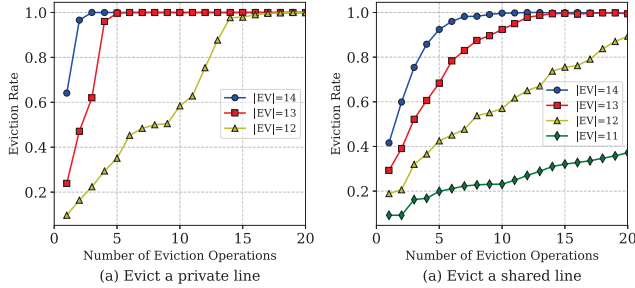 1.0
0.8
0.6
0.4
0.2
Eviction Rate
|EV|=14
|EV|=13
|EV|=12
0 5 10 15 20
Number of Eviction Operations
(a) Evict a private line
1.0
0.8
0.6
0.4
0.2
Eviction Rate
|EV|=14
|EV|=13
|EV|=12
|EV|=11
0 5 10 15 20
Number of Eviction Operations
(a) Evict a shared line